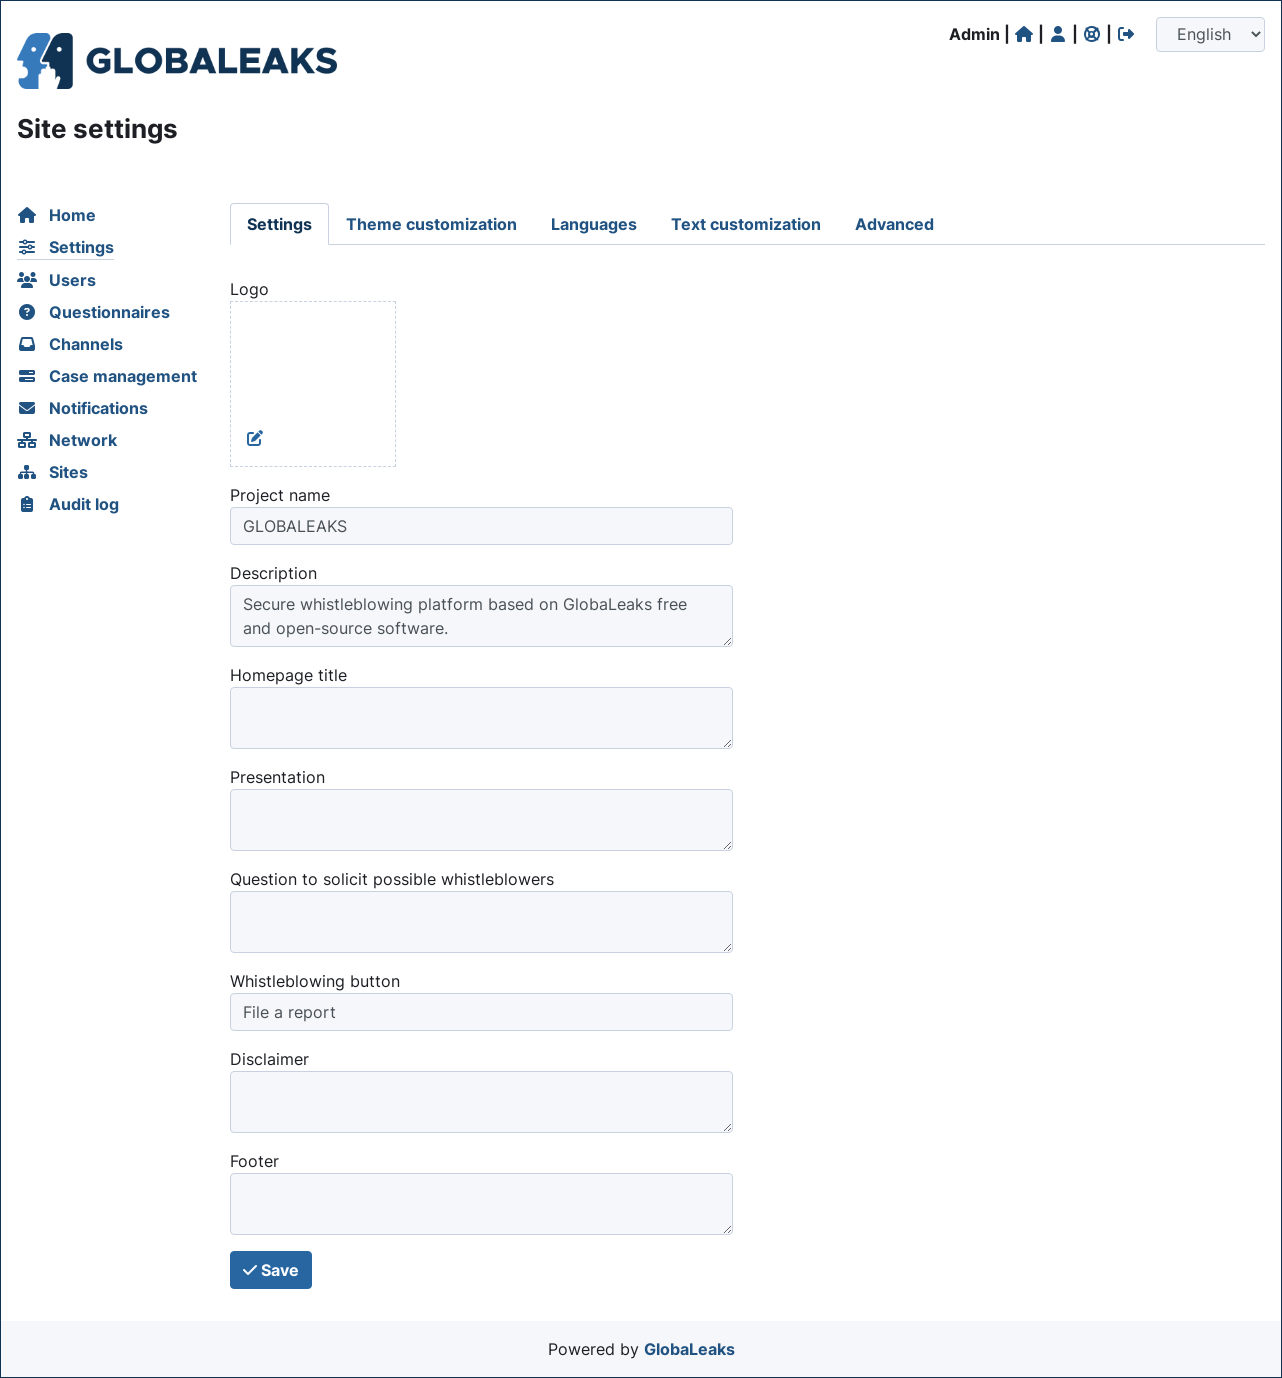 GLOBALEAKS
Admin | | | |
English
Site settings
Home
Settings
Users
Questionnaires
Channels
Case management
Notifications
Network
Sites
Audit log
Settings Theme customization Languages Text customization Advanced
Logo
Project name
GLOBALEAKS
Description
Secure whistleblowing platform based on GlobaLeaks free
and open-source software.
Homepage title
Presentation
Question to solicit possible whistleblowers
Whistleblowing button
File a report
Disclaimer
Footer
Save
Powered by GlobaLeaks